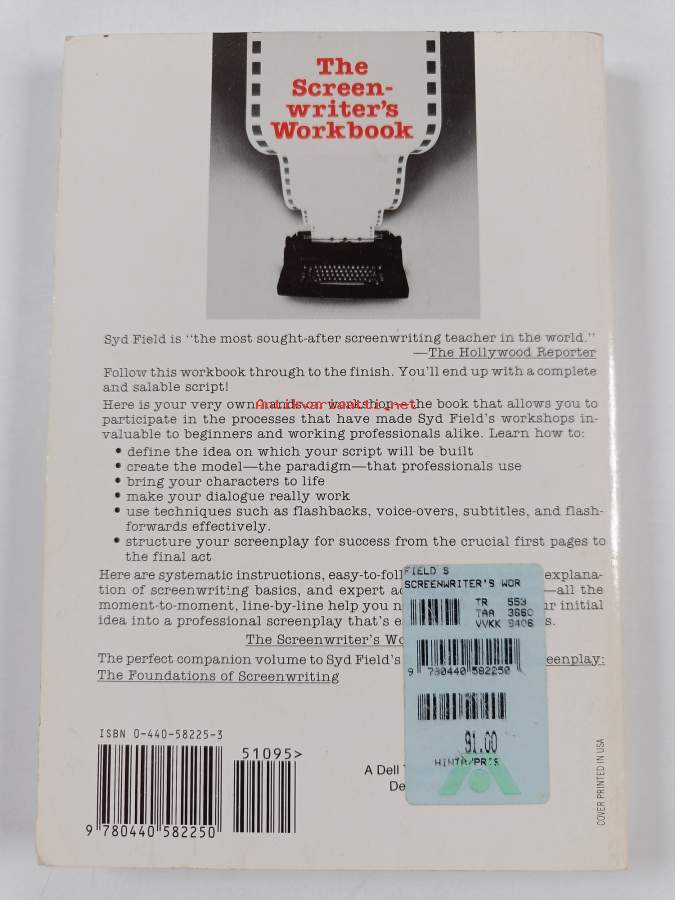 The
Screen-
writer's
Workbook
Syd Field is "the most sought-after screenwriting teacher in the world."
—The Hollywood Reporter
Follow this workbook through to the finish. You'll end up with a complete
and salable script!
Here is your very own hands-on workshop—the book that allows you to
Antikvariaatti.net
participate in the processes that have made Syd Field's workshops in-
valuable to beginners and working professionals alike. Learn how to:
• define the idea on which your script will be built
• create the model—the paradigm—that professionals use
• bring your characters to life
• make your dialogue really work
• use techniques such as flashbacks, voice-overs, subtitles, and flash-
forwards effectively.
• structure your screenplay for success from the crucial first pages to
the final act
Here are systematic instructions, easy-to-foll explana-
tion of screenwriting basics, and expert ad —all the
moment-to-moment, line-by-line help you n ur initial
idea into a professional screenplay that's e s.
The Screenwriter's Wo
The perfect companion volume to Syd Field's eenplay:
The Foundations of Screenwriting
FIELD S
SCREENWRITER'S WOR
TR 553
TAA 3660
VVKK 9406
9 780440 582250
91.00
HINTA/PRIS
ISBN 0-440-58225-3
51095>
9 780440 582250
A Dell T
De
COVER PRINTED IN USA